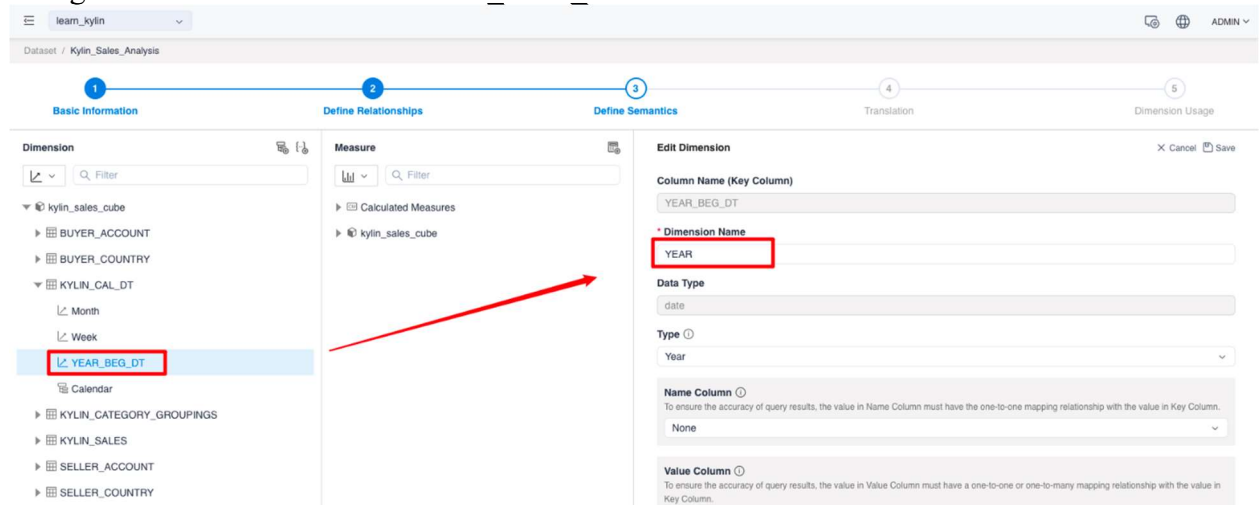 learn_kylin
ADMIN
Dataset / Kylin_Sales_Analysis
1
2
3
4
5
Basic Information
Define Relationships
Define Semantics
Translation
Dimension Usage
Dimension
Filter
kylin_sales_cube
BUYER_ACCOUNT
BUYER_COUNTRY
KYLIN_CAL_DT
Month
Week
YEAR_BEG_DT
Calendar
KYLIN_CATEGORY_GROUPINGS
KYLIN_SALES
SELLER_ACCOUNT
SELLER_COUNTRY
Measure
Filter
Calculated Measures
kylin_sales_cube
Edit Dimension
Cancel
Save
Column Name (Key Column)
YEAR_BEG_DT
* Dimension Name
YEAR
Data Type
date
Type
Year
Name Column
To ensure the accuracy of query results, the value in Name Column must have the one-to-one mapping relationship with the value in Key Column.
None
Value Column
To ensure the accuracy of query results, the value in Value Column must have a one-to-one or one-to-many mapping relationship with the value in
Key Column.